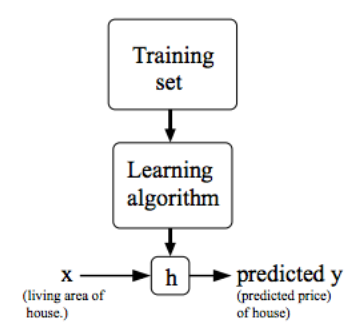 Training
set
Learning
algorithm
x
(living area of
house.)
h
predicted y
(predicted price)
of house)